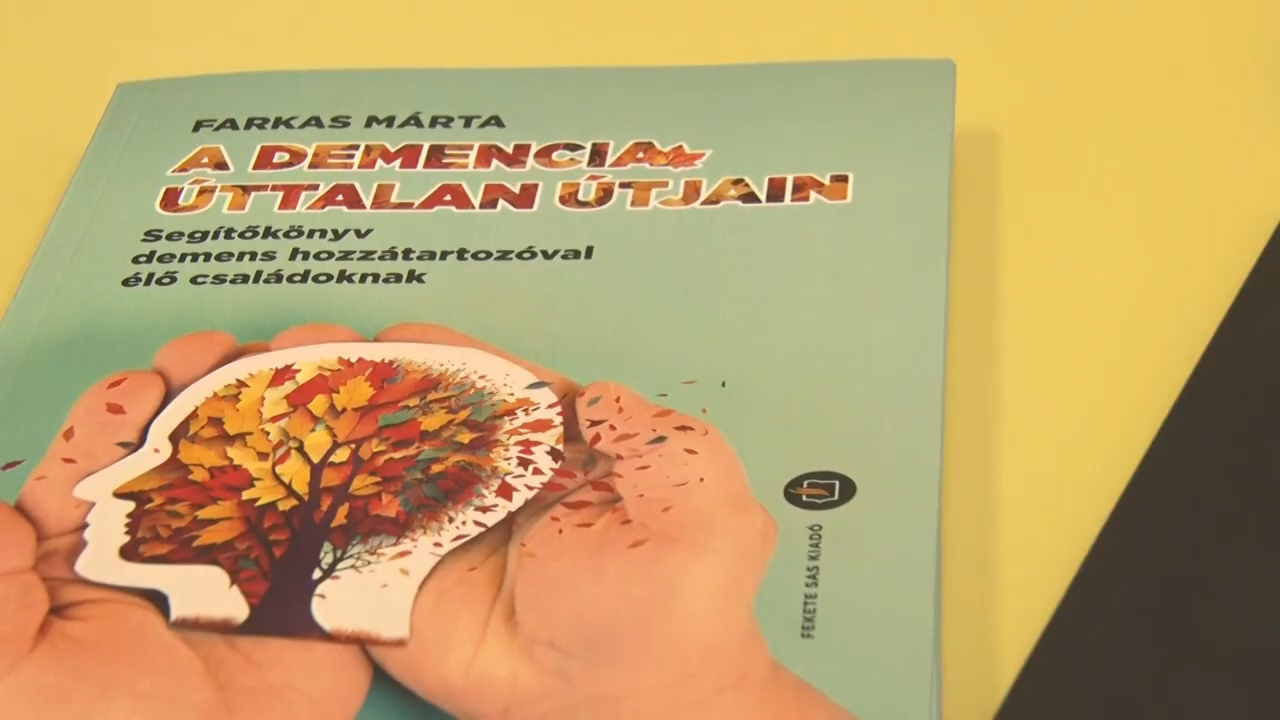 FARKAS MÁRTA
A DEMENCIA
ÚTTALAN ÚTJAIN
Segítőkönyv
demens hozzátartozóval
élő családoknak
FEKETE SAS KIADÓ